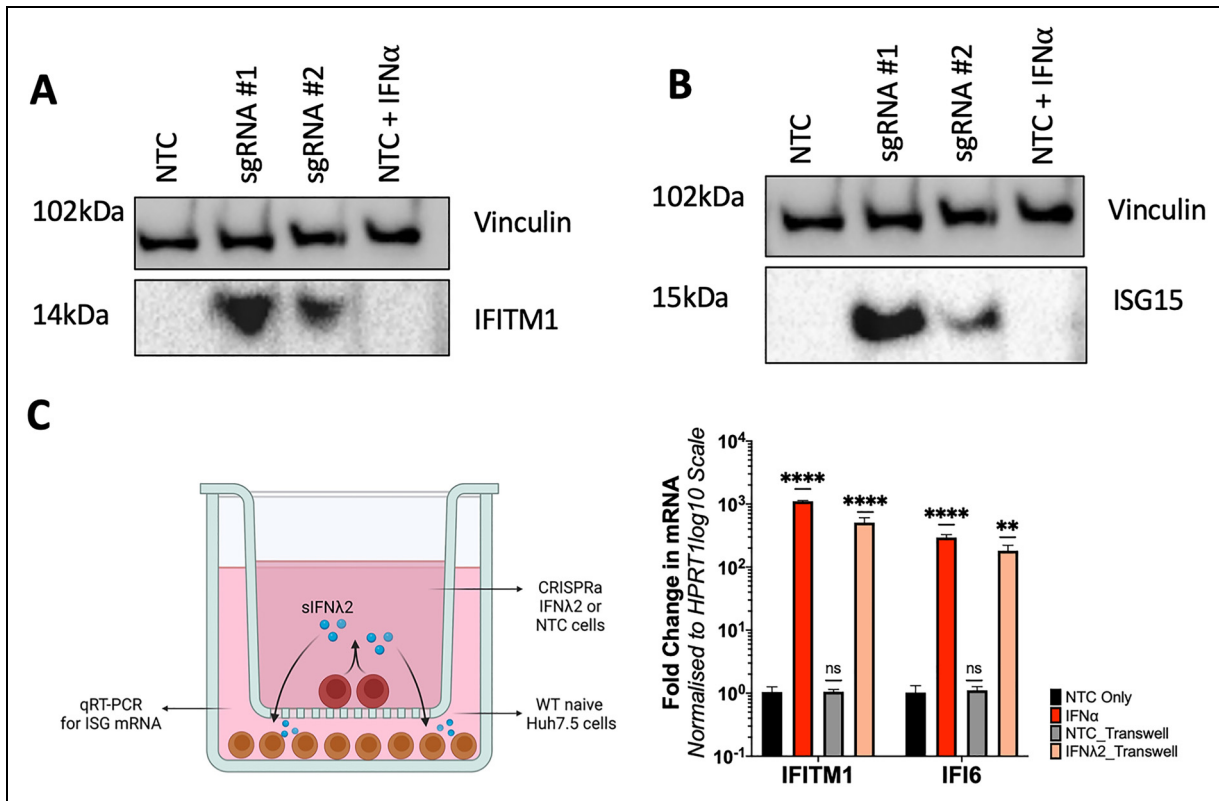 A
NTC
sgRNA #1
sgRNA #2
NTC + IFNα
102kDa
Vinculin
14kDa
IFITM1
B
NTC
sgRNA #1
sgRNA #2
NTC + IFNα
102kDa
Vinculin
15kDa
ISG15
C
sIFNλ2
CRISPRa
IFNλ2 or
NTC cells
qRT-PCR
for ISG mRNA
WT naive
Huh7.5 cells
Fold Change in mRNA
Normalised to HPRT1log10 Scale
10⁴
10³
10²
10¹
10⁰
10⁻¹
****
ns
****
****
ns
**
IFITM1
IFI6
NTC Only
IFNα
NTC_Transwell
IFNλ2_Transwell